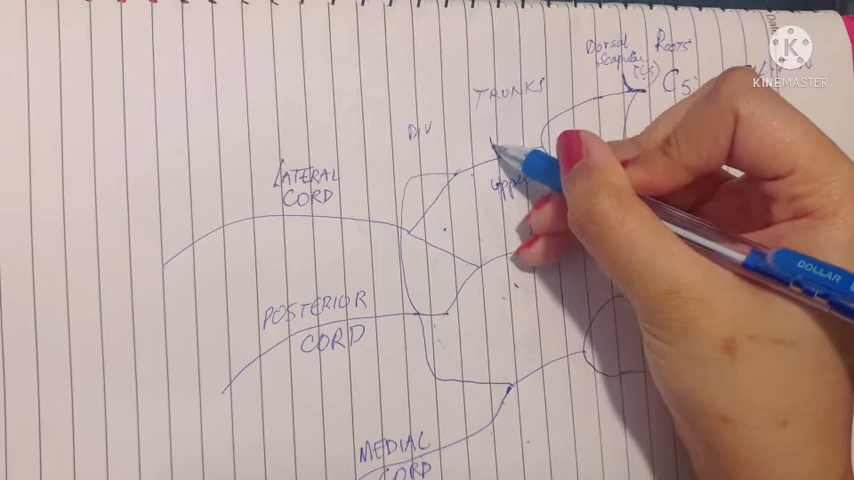 Dorsal
Scapular
(C5)
Roots
C5
KINEMASTER
TRUNKS
DIV
upper
LATERAL
CORD
POSTERIOR
CORD
MEDIAL
CORD
DOLLAR